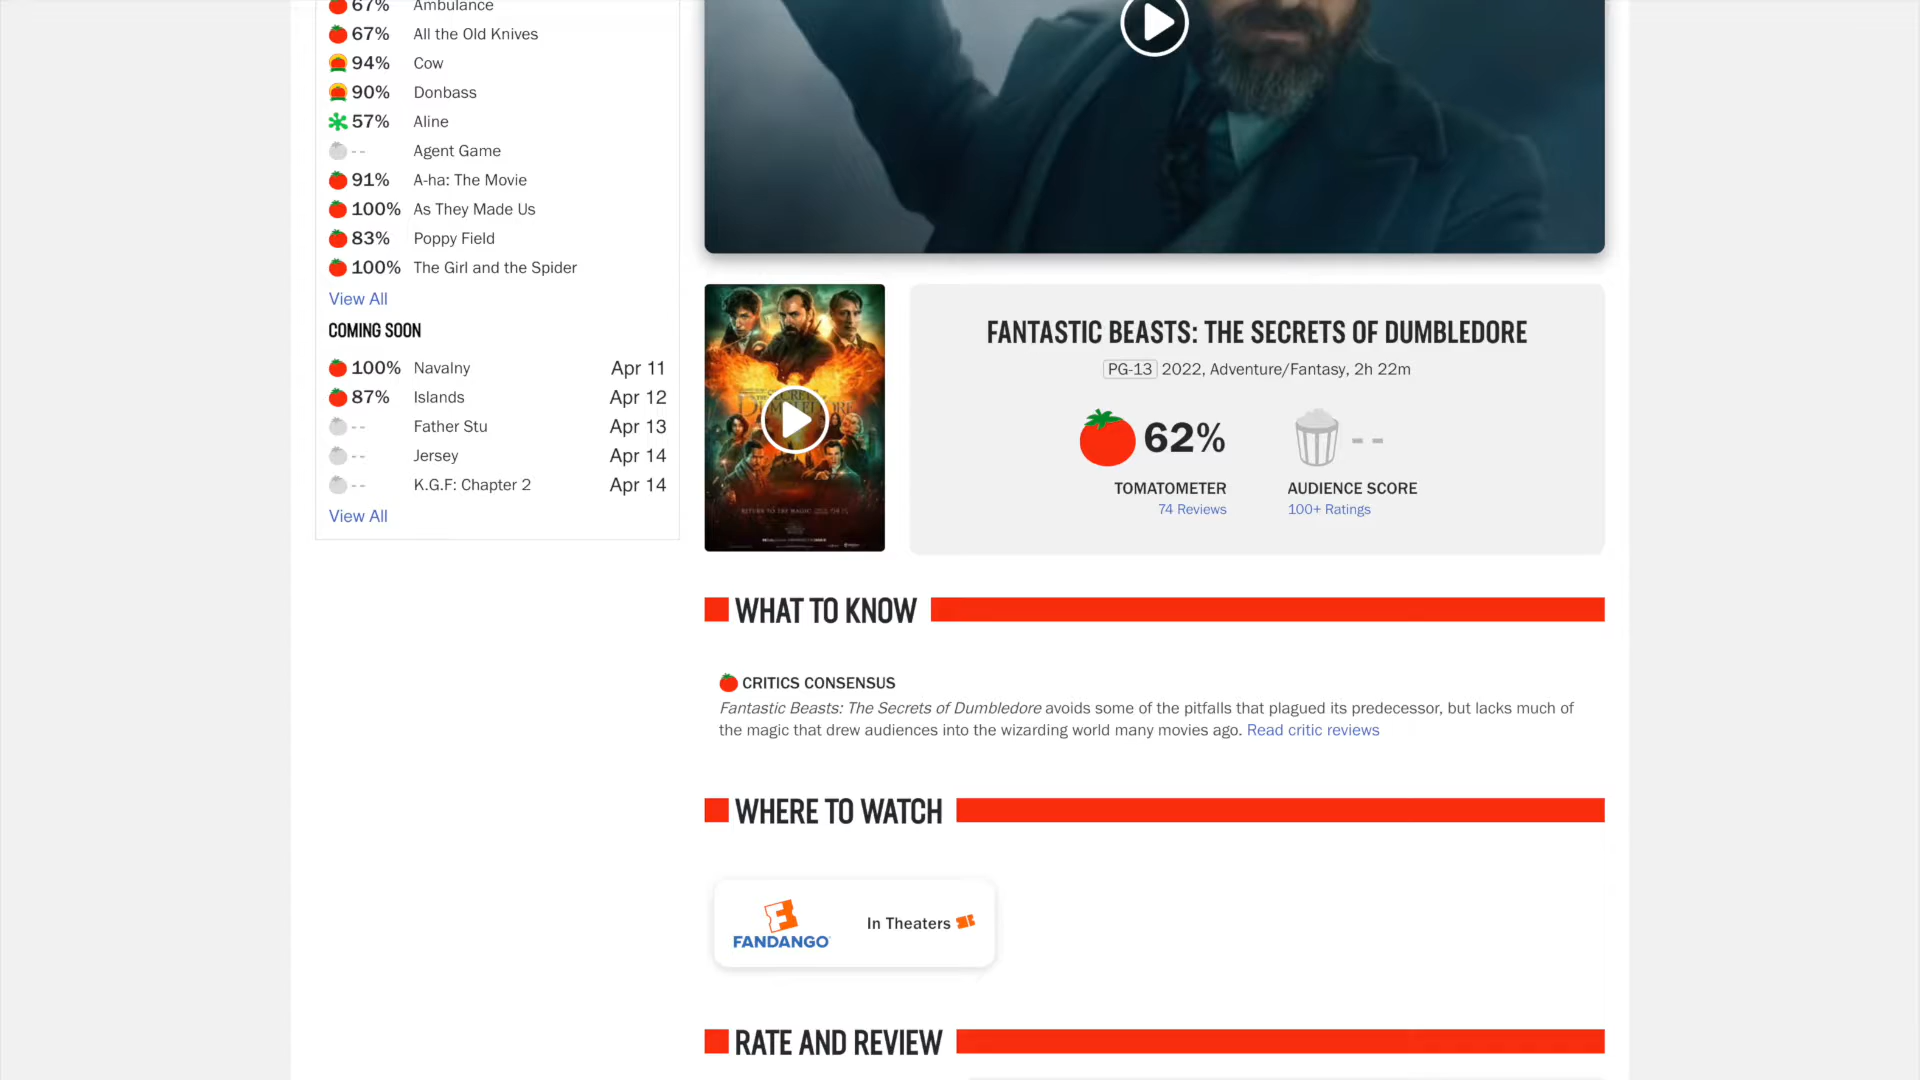 67% Ambulance
67% All the Old Knives
94% Cow
90% Donbass
57% Aline
- - Agent Game
91% A-ha: The Movie
100% As They Made Us
83% Poppy Field
100% The Girl and the Spider
View All
COMING SOON
100% Navalny Apr 11
87% Islands Apr 12
- - Father Stu Apr 13
- - Jersey Apr 14
- - K.G.F: Chapter 2 Apr 14
View All
FANTASTIC BEASTS: THE SECRETS OF DUMBLEDORE
PG-13 2022, Adventure/Fantasy, 2h 22m
62% - -
TOMATOMETER AUDIENCE SCORE
74 Reviews 100+ Ratings
WHAT TO KNOW
CRITICS CONSENSUS
Fantastic Beasts: The Secrets of Dumbledore avoids some of the pitfalls that plagued its predecessor, but lacks much of
the magic that drew audiences into the wizarding world many movies ago. Read critic reviews
WHERE TO WATCH
FANDANGO In Theaters
RATE AND REVIEW